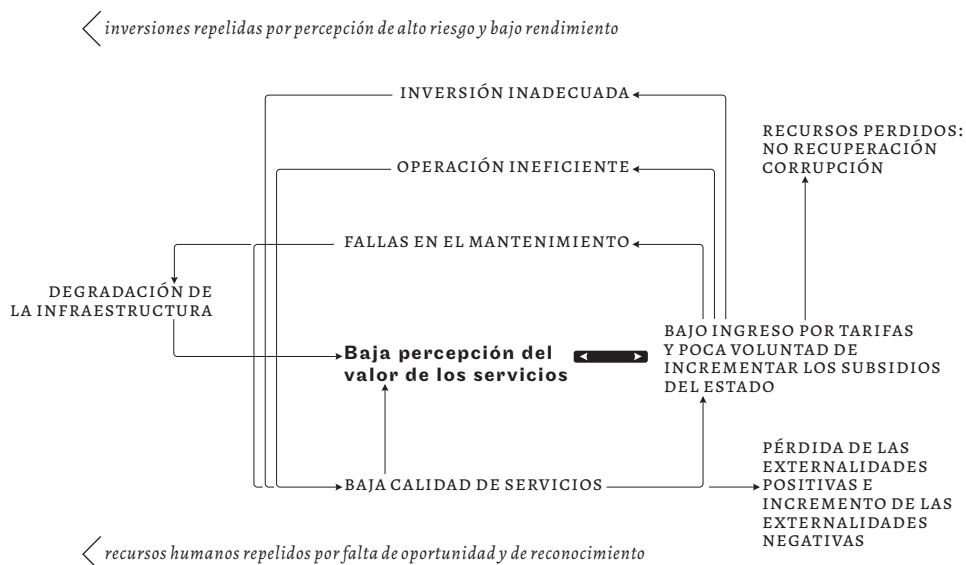 inversiones repelidas por percepción de alto riesgo y bajo rendimiento
INVERSIÓN INADECUADA
RECURSOS PERDIDOS:
NO RECUPERACIÓN
CORRUPCIÓN
OPERACIÓN INEFICIENTE
FALLAS EN EL MANTENIMIENTO
DEGRADACIÓN DE
LA INFRAESTRUCTURA
Baja percepción del
valor de los servicios
BAJO INGRESO POR TARIFAS
Y POCA VOLUNTAD DE
INCREMENTAR LOS SUBSIDIOS
DEL ESTADO
BAJA CALIDAD DE SERVICIOS
PÉRDIDA DE LAS
EXTERNALIDADES
POSITIVAS E
INCREMENTO DE LAS
EXTERNALIDADES
NEGATIVAS
recursos humanos repelidos por falta de oportunidad y de reconocimiento